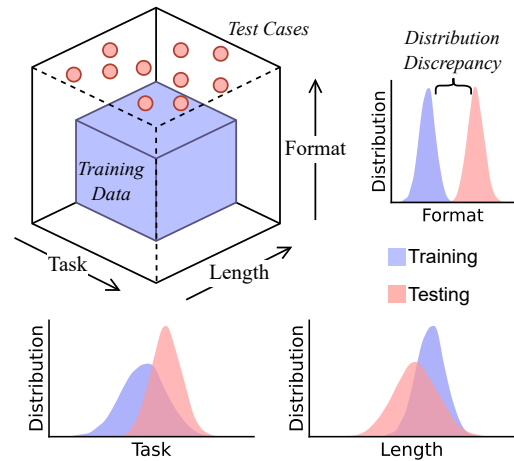 Test Cases
Training
Data
Format
Task
Length
Distribution
Discrepancy
Distribution
Format
Training
Testing
Distribution
Task
Distribution
Length